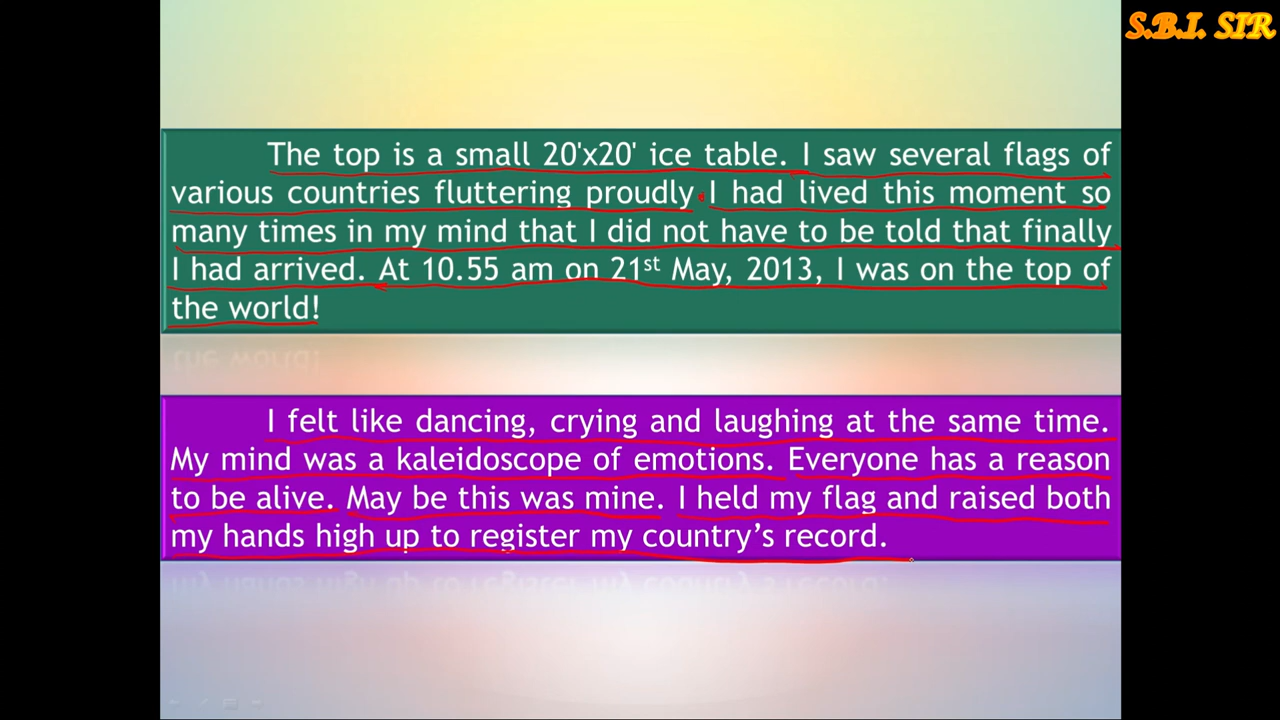 S.B.I. SIR
The top is a small 20'x20' ice table. I saw several flags of
various countries fluttering proudly I had lived this moment so
many times in my mind that I did not have to be told that finally
I had arrived. At 10.55 am on 21st May, 2013, I was on the top of
the world!
I felt like dancing, crying and laughing at the same time.
My mind was a kaleidoscope of emotions. Everyone has a reason
to be alive. May be this was mine. I held my flag and raised both
my hands high up to register my country’s record.